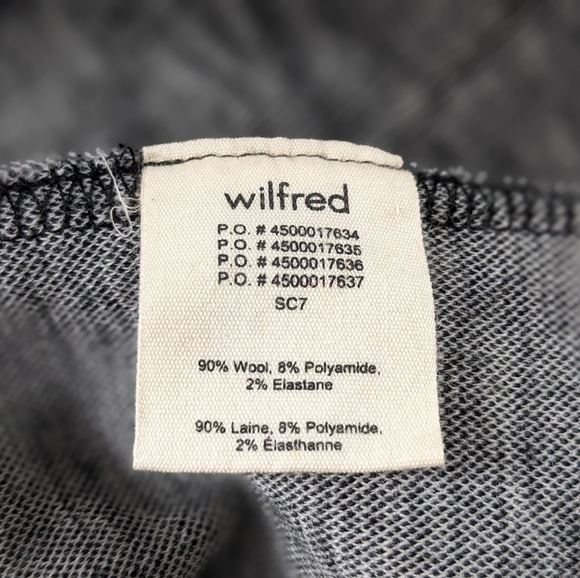 wilfred
P.O. # 4500017634
P.O. # 4500017635
P.O. # 4500017636
P.O. # 4500017637
SC7
90% Wool, 8% Polyamide,
2% Elastane
90% Laine, 8% Polyamide,
2% Élasthanne